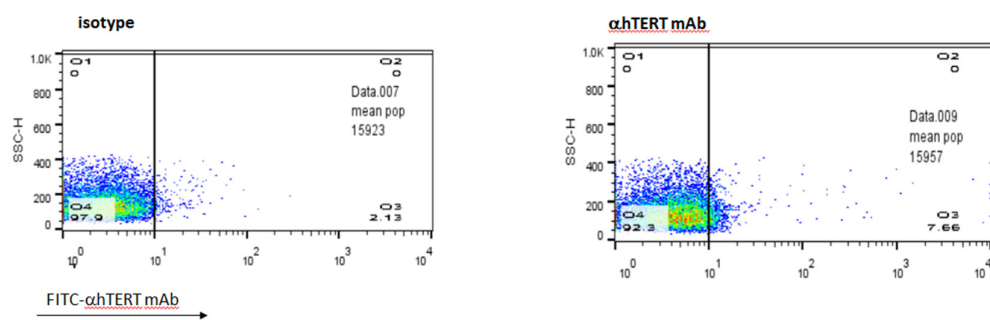 isotype
1.0K
Q1
0
Q2
0
800
600
400
200
0
SSC-H
Data.007
mean pop
15923
Q4
97.9
Q3
2.13
10^0 10^1 10^2 10^3 10^4
FITC-αhTERT mAb
αhTERT mAb
1.0K
Q1
0
Q2
0
800
600
400
200
0
SSC-H
Data.009
mean pop
15957
Q4
92.3
Q3
7.66
10^0 10^1 10^2 10^3 10^4